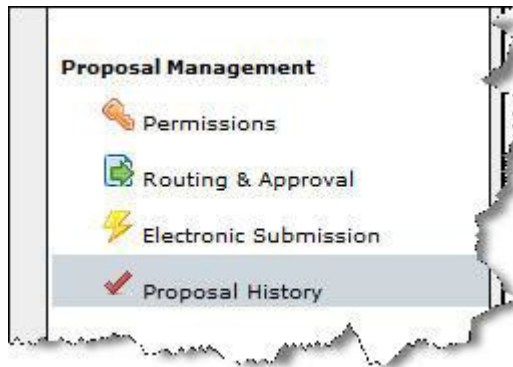 Proposal Management
Permissions
Routing & Approval
Electronic Submission
Proposal History